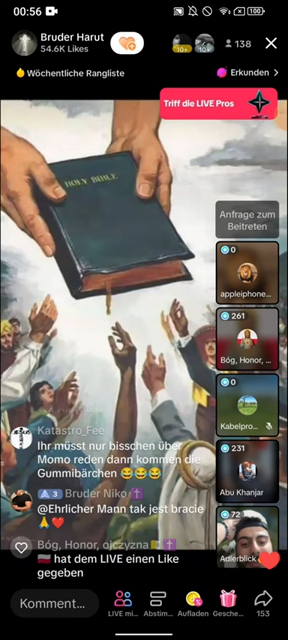 00:56
100
Bruder Harut
54.6K Likes
10+
10+
138
Wöchentliche Rangliste
Erkunden
Triff die LIVE Pros
HOLY BIBLE
Anfrage zum
Beitreten
0
appleiphone...
261
Bóg, Honor, ...
0
Kabelpro...
231
Abu Khanjar
72
Adlerblick
Katastro_Fee
Ihr müsst nur bisschen über
Momo reden dann kommen die
Gummibärchen 😂😂😂
3 Bruder Niko 🇬🇷✝️
@Ehrlicher Mann tak jest bracie
🙏❤️
Bóg, Honor, ojczyzna
hat dem LIVE einen Like
gegeben
Komment...
LIVE mi...
Abstim...
Aufladen
Gesche...
153